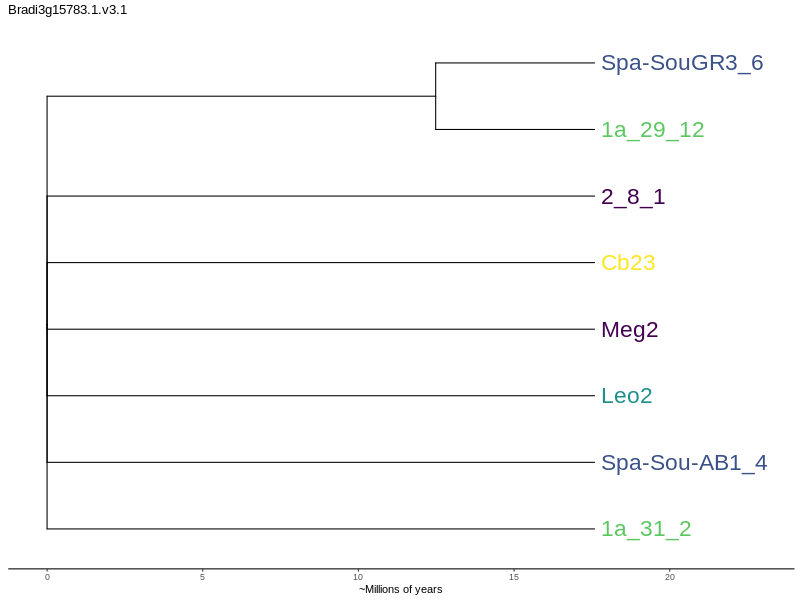 Bradi3g15783.1.v3.1
Spa-SouGR3_6
1a_29_12
2_8_1
Cb23
Meg2
Leo2
Spa-Sou-AB1_4
1a_31_2
0 5 10 15 20
~Millions of years